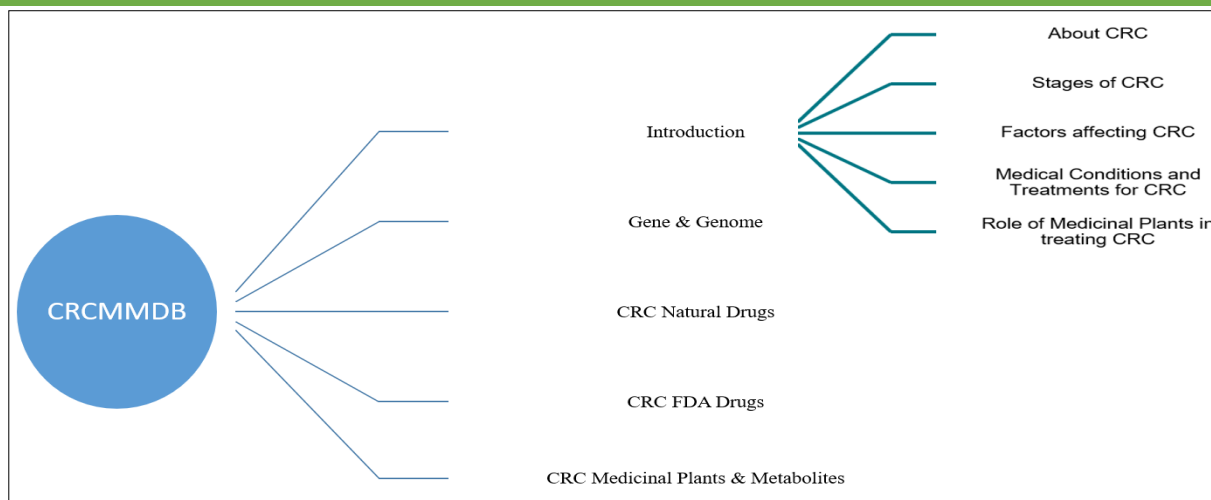 CRCMMDB
Introduction
Gene & Genome
CRC Natural Drugs
CRC FDA Drugs
CRC Medicinal Plants & Metabolites
About CRC
Stages of CRC
Factors affecting CRC
Medical Conditions and
Treatments for CRC
Role of Medicinal Plants in
treating CRC